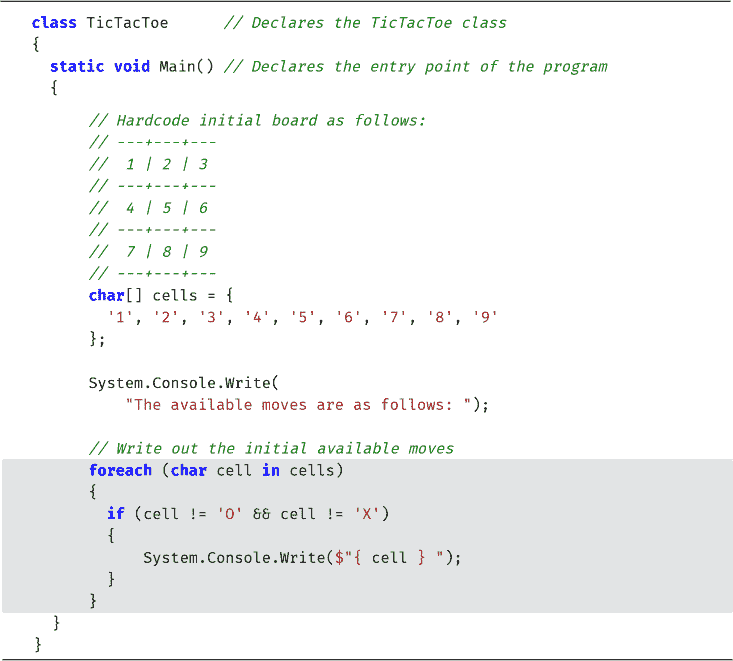 class TicTacToe      // Declares the TicTacToe class
{
  static void Main() // Declares the entry point of the program
  {
      // Hardcode initial board as follows:
      // ---+---+---
      //  1 | 2 | 3
      // ---+---+---
      //  4 | 5 | 6
      // ---+---+---
      //  7 | 8 | 9
      // ---+---+---
      char[] cells = {
        '1', '2', '3', '4', '5', '6', '7', '8', '9'
      };
      System.Console.Write(
          "The available moves are as follows: ");
      // Write out the initial available moves
      foreach (char cell in cells)
      {
        if (cell != 'O' && cell != 'X')
        {
            System.Console.Write($"{ cell } ");
        }
      }
  }
}